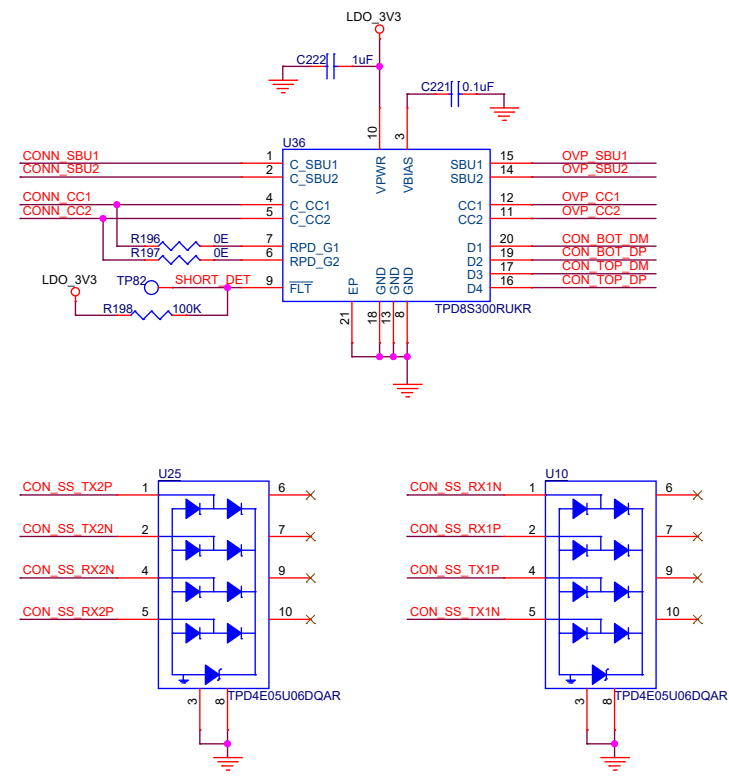 LDO_3V3
C222 1uF
C221 0.1uF
U36
10 3
CONN_SBU1 1 C_SBU1 VPWR VBIAS SBU1 15 OVP_SBU1
CONN_SBU2 2 C_SBU2 SBU2 14 OVP_SBU2
CONN_CC1 4 C_CC1 CC1 12 OVP_CC1
CONN_CC2 5 C_CC2 CC2 11 OVP_CC2
R196 0E 7 RPD_G1 D1 20 CON_BOT_DM
R197 0E 6 RPD_G2 D2 19 CON_BOT_DP
D3 17 CON_TOP_DM
LDO_3V3 TP82 SHORT_DET 9 FLT EP GND GND GND D4 16 CON_TOP_DP
R198 100K
21 18 13 8
TPD8S300RUKR
U25
CON_SS_TX2P 1 6
CON_SS_TX2N 2 7
CON_SS_RX2N 4 9
CON_SS_RX2P 5 10
3 8
TPD4E05U06DQAR
U10
CON_SS_RX1N 1 6
CON_SS_RX1P 2 7
CON_SS_TX1P 4 9
CON_SS_TX1N 5 10
3 8
TPD4E05U06DQAR